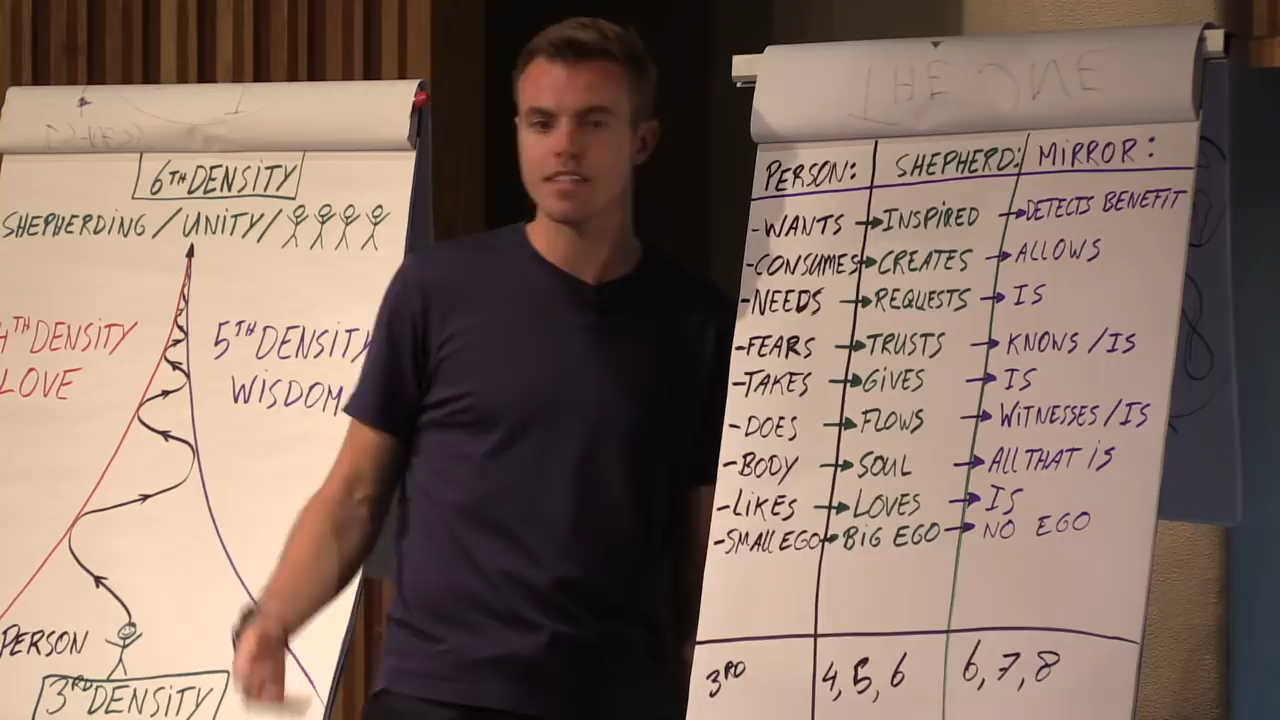 6TH DENSITY
SHEPHERDING / UNITY /
4TH DENSITY
LOVE
5TH DENSITY
WISDOM
PERSON
3RD DENSITY
THE ONE
PERSON: SHEPHERD: MIRROR:
-WANTS → INSPIRED → DETECTS BENEFIT
-CONSUMES → CREATES → ALLOWS
-NEEDS → REQUESTS → IS
-FEARS → TRUSTS → KNOWS / IS
-TAKES → GIVES → IS
-DOES → FLOWS → WITNESSES / IS
-BODY → SOUL → ALL THAT IS
-LIKES → LOVES → IS
-SMALL EGO → BIG EGO → NO EGO
3RD 4, 5, 6 6, 7, 8